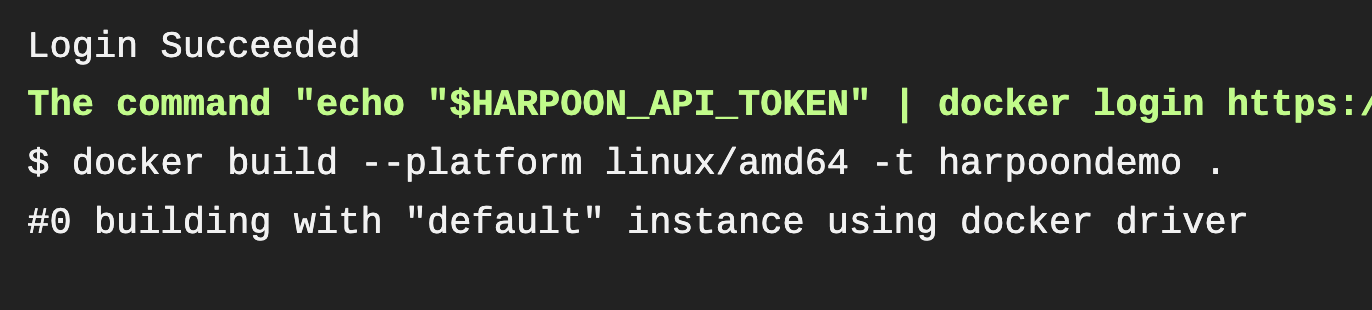 Login Succeeded
The command "echo "$HARPOON_API_TOKEN" | docker login https:/
$ docker build --platform linux/amd64 -t harpoondemo .
#0 building with "default" instance using docker driver